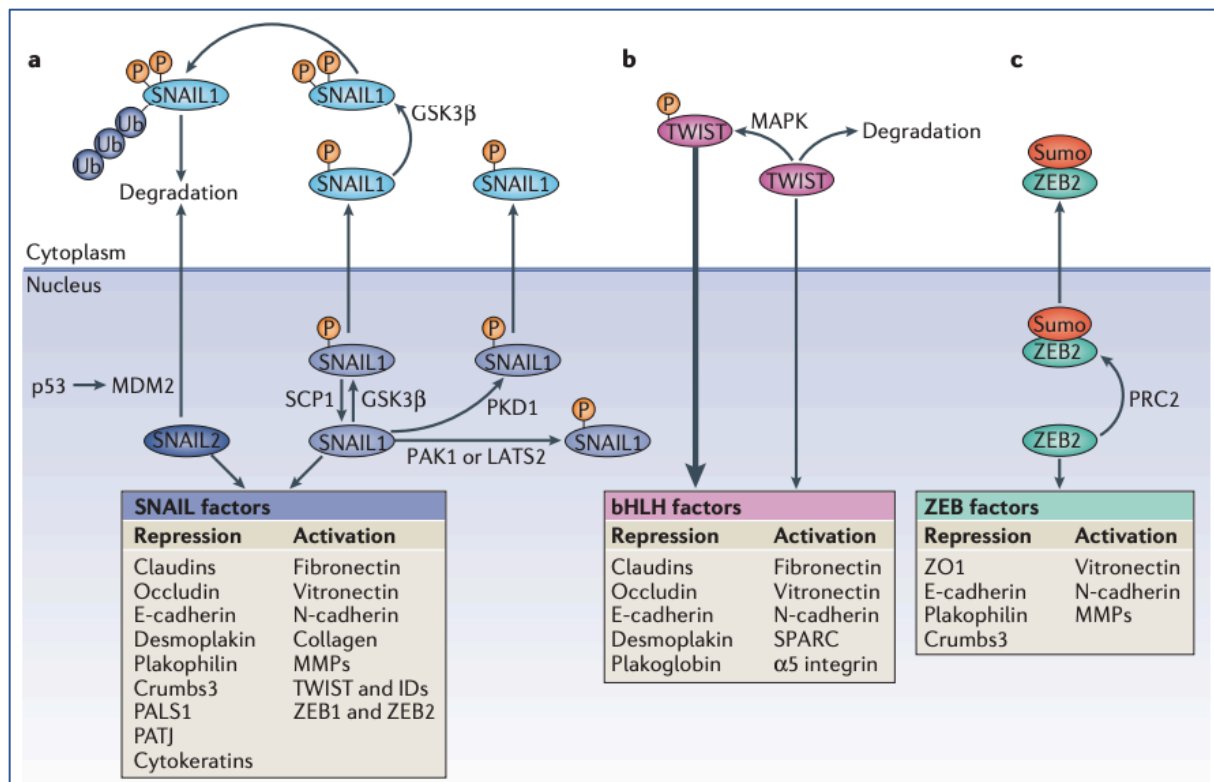 a
P
P
SNAIL1
Ub
Ub
Ub
Degradation
P
P
SNAIL1
GSK3β
P
SNAIL1
P
SNAIL1
Cytoplasm
Nucleus
P
SNAIL1
P
SNAIL1
p53
MDM2
SCP1
GSK3β
PKD1
P
SNAIL1
SNAIL2
SNAIL1
PAK1 or LATS2
SNAIL factors
Repression Activation
Claudins Fibronectin
Occludin Vitronectin
E-cadherin N-cadherin
Desmoplakin Collagen
Plakophilin MMPs
Crumbs3 TWIST and IDs
PALS1 ZEB1 and ZEB2
PATJ
Cytokeratins
b
P
TWIST
MAPK
Degradation
TWIST
bHLH factors
Repression Activation
Claudins Fibronectin
Occludin Vitronectin
E-cadherin N-cadherin
Desmoplakin SPARC
Plakoglobin α5 integrin
c
Sumo
ZEB2
Sumo
ZEB2
PRC2
ZEB2
ZEB factors
Repression Activation
ZO1 Vitronectin
E-cadherin N-cadherin
Plakophilin MMPs
Crumbs3